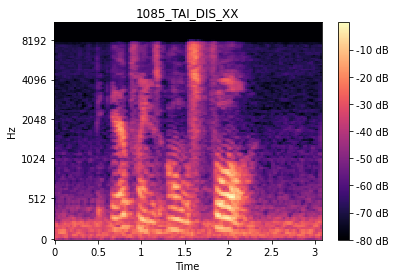 1085_TAI_DIS_XX
8192
4096
2048
1024
512
0
Hz
0
0.5
1
1.5
2
2.5
3
Time
-10 dB
-20 dB
-30 dB
-40 dB
-50 dB
-60 dB
-70 dB
-80 dB